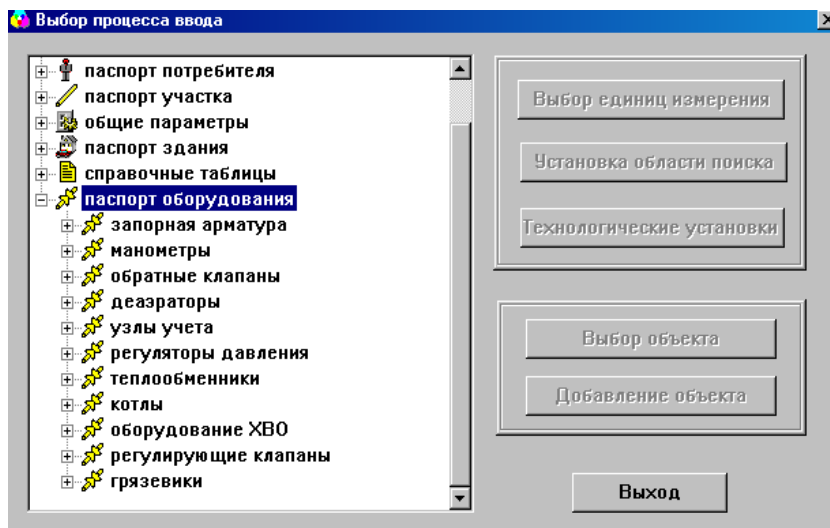 Выбор процесса ввода
паспорт потребителя
паспорт участка
общие параметры
паспорт здания
справочные таблицы
паспорт оборудования
запорная арматура
манометры
обратные клапаны
деаэраторы
узлы учета
регуляторы давления
теплообменники
котлы
оборудование ХВО
регулирующие клапаны
грязевики
Выбор единиц измерения
Установка области поиска
Технологические установки
Выбор объекта
Добавление объекта
Выход